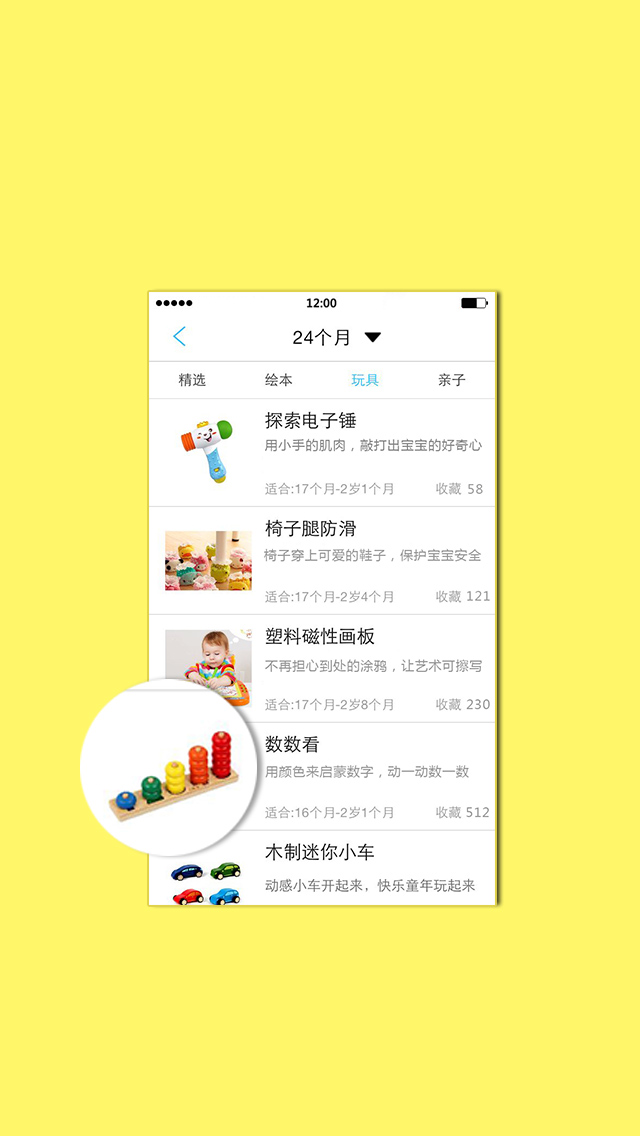 12:00
24个月
精选 绘本 玩具 亲子
探索电子锤
用小手的肌肉，敲打出宝宝的好奇心
适合:17个月-2岁1个月 收藏 58
椅子腿防滑
椅子穿上可爱的鞋子，保护宝宝安全
适合:17个月-2岁4个月 收藏 121
塑料磁性画板
不再担心到处的涂鸦，让艺术可擦写
适合:17个月-2岁8个月 收藏 230
数数看
用颜色来启蒙数字，动一动数一数
适合:16个月-2岁1个月 收藏 512
木制迷你小车
动感小车开起来，快乐童年玩起来